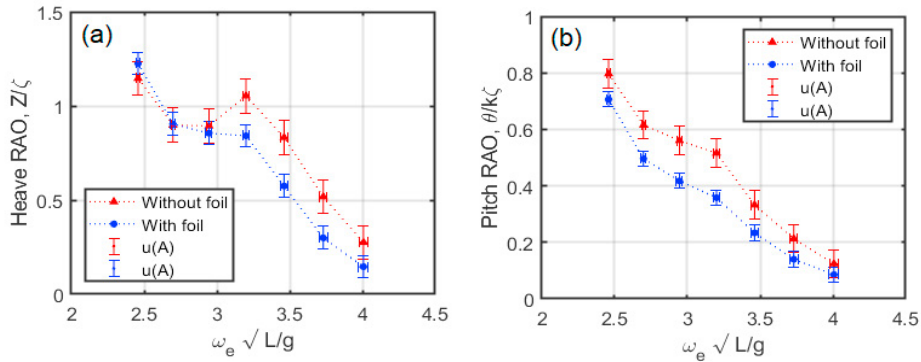 (a)
Heave RAO, Z/ζ
1.5
1
0.5
0
Without foil
With foil
u(A)
u(A)
2 2.5 3 3.5 4 4.5
ω_e √ L/g
(b)
Pitch RAO, θ/kζ
Without foil
With foil
u(A)
u(A)
1
0.8
0.6
0.4
0.2
0
2 2.5 3 3.5 4 4.5
ω_e √ L/g